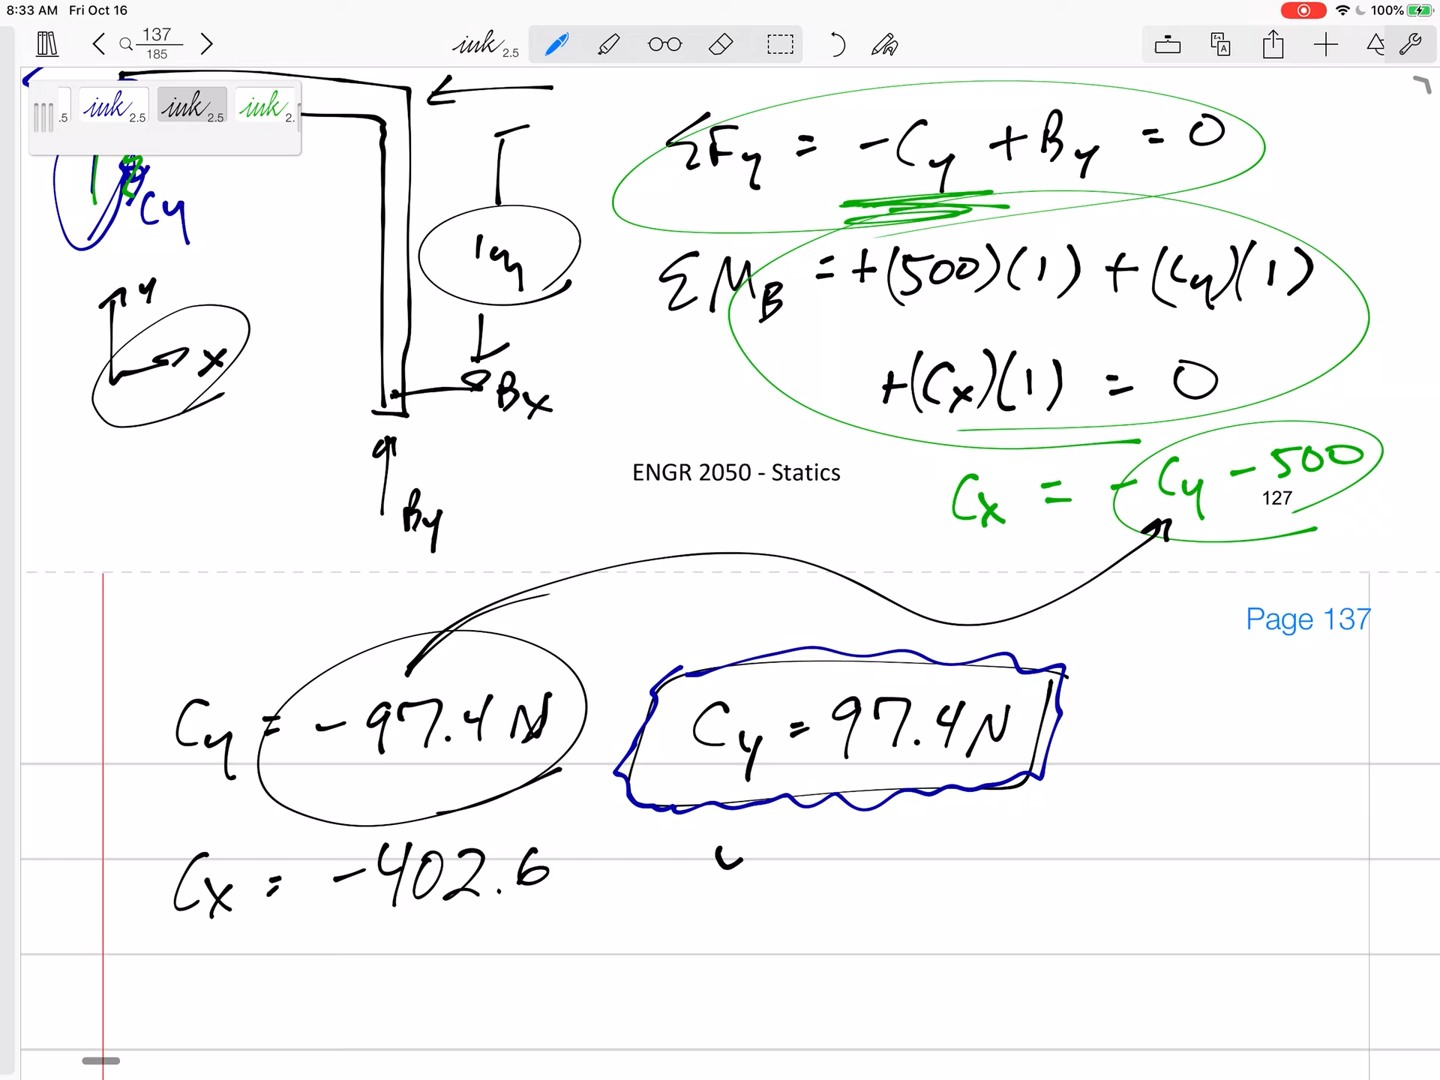 8:33 AM Fri Oct 16
100%
137
185
ink 2.5
.5 ink 2.5 ink 2.5 ink 2.
ΣFy = -Cy + By = 0
Cy
1m
ΣMB = +(500)(1) + (Cy)(1)
+(Cx)(1) = 0
y
x
Bx
By
ENGR 2050 - Statics
Cx = -Cy - 500
127
Page 137
Cy = -97.4 N
Cy = 97.4 N
Cx = -402.6